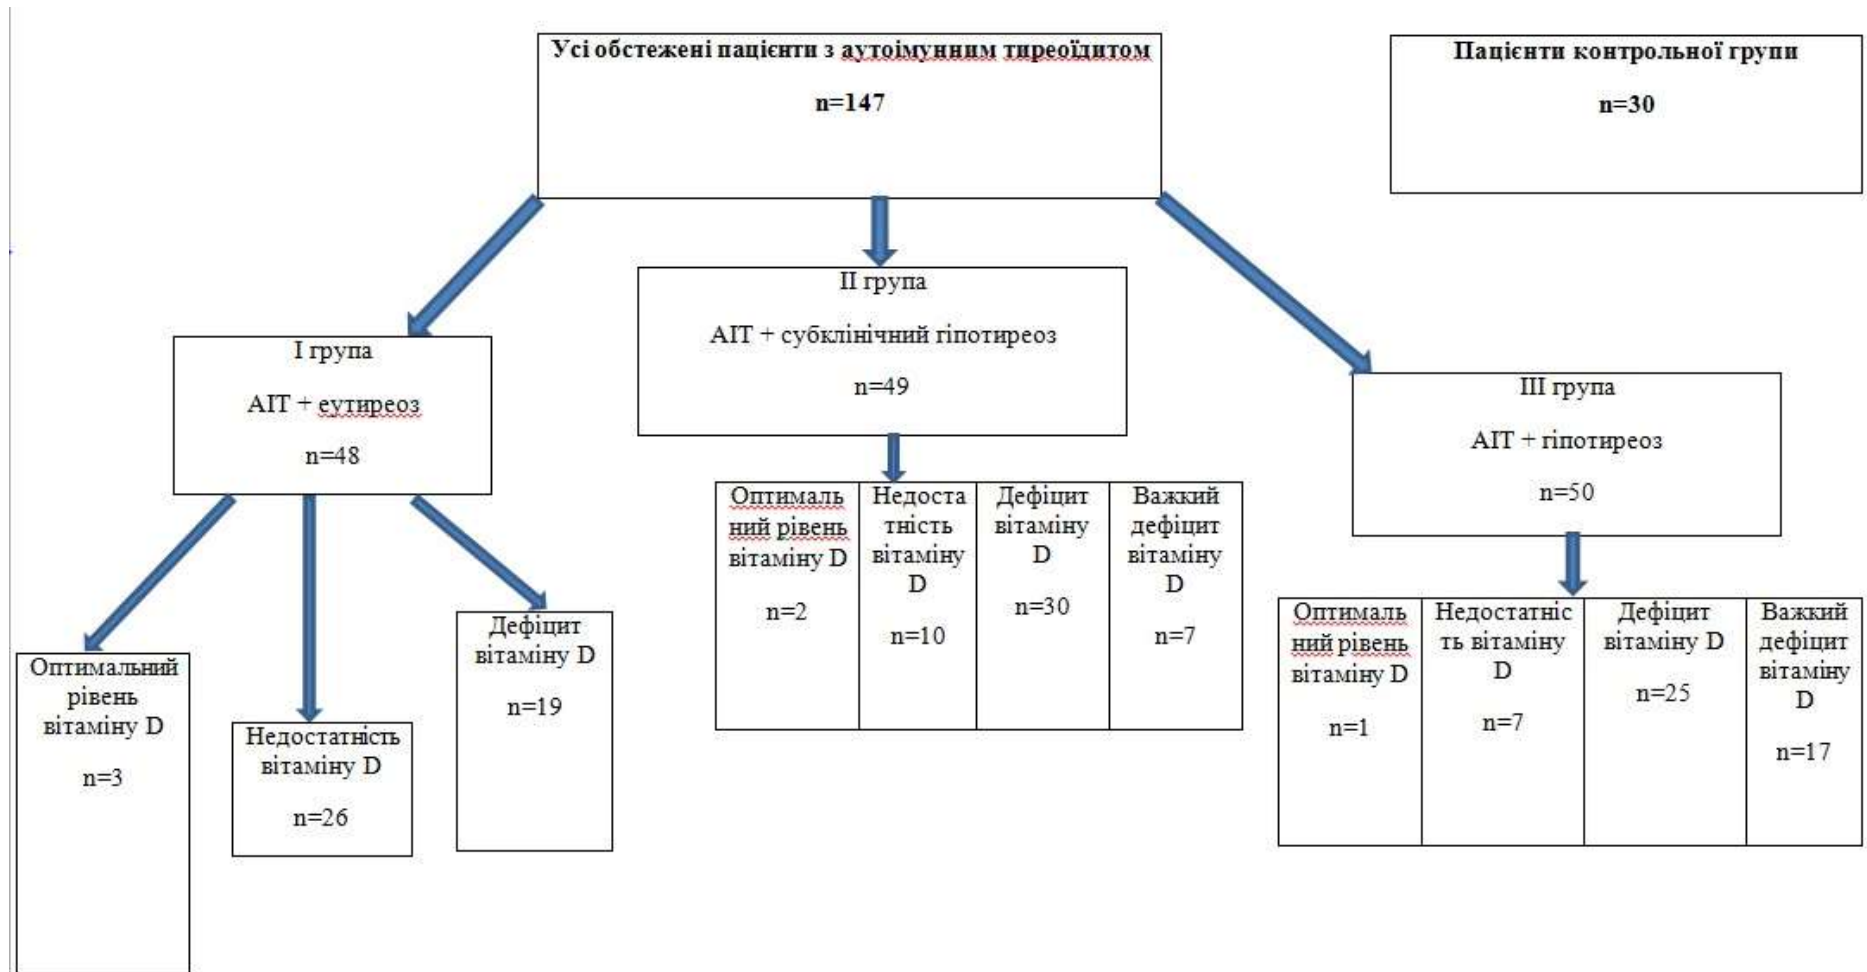 Усі обстежені пацієнти з аутоімунним тиреоїдитом
n=147
Пацієнти контрольної групи
n=30
І група
АІТ + еутиреоз
n=48
ІІ група
АІТ + субклінічний гіпотиреоз
n=49
ІІІ група
АІТ + гіпотиреоз
n=50
Оптимальний
рівень
вітаміну D
n=3
Недостатність
вітаміну D
n=26
Дефіцит
вітаміну D
n=19
Оптималь
ний рівень
вітаміну D
n=2
Недоста
тність
вітаміну
D
n=10
Дефіцит
вітаміну
D
n=30
Важкий
дефіцит
вітаміну
D
n=7
Оптималь
ний рівень
вітаміну D
n=1
Недостатніс
ть вітаміну
D
n=7
Дефіцит
вітаміну D
n=25
Важкий
дефіцит
вітаміну
D
n=17